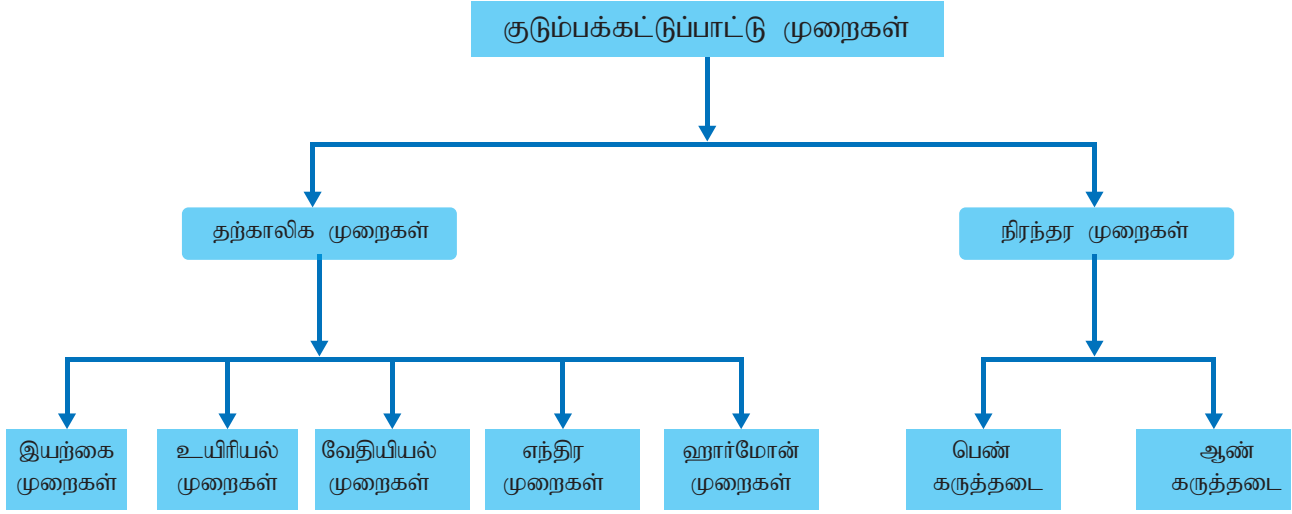 குடும்பக்கட்டுப்பாட்டு முறைகள்
தற்காலிக முறைகள்
நிரந்தர முறைகள்
இயற்கை
முறைகள்
உயிரியல்
முறைகள்
வேதியியல்
முறைகள்
எந்திர
முறைகள்
ஹார்மோன்
முறைகள்
பெண்
கருத்தடை
ஆண்
கருத்தடை